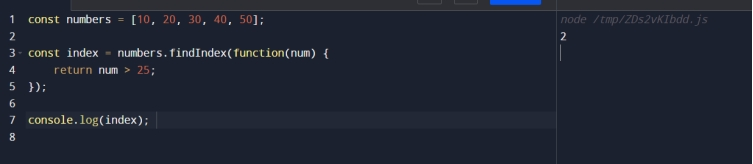 1 const numbers = [10, 20, 30, 40, 50];
2
3 const index = numbers.findIndex(function(num) {
4     return num > 25;
5 });
6
7 console.log(index);
8
node /tmp/ZDs2vKIbdd.js
2